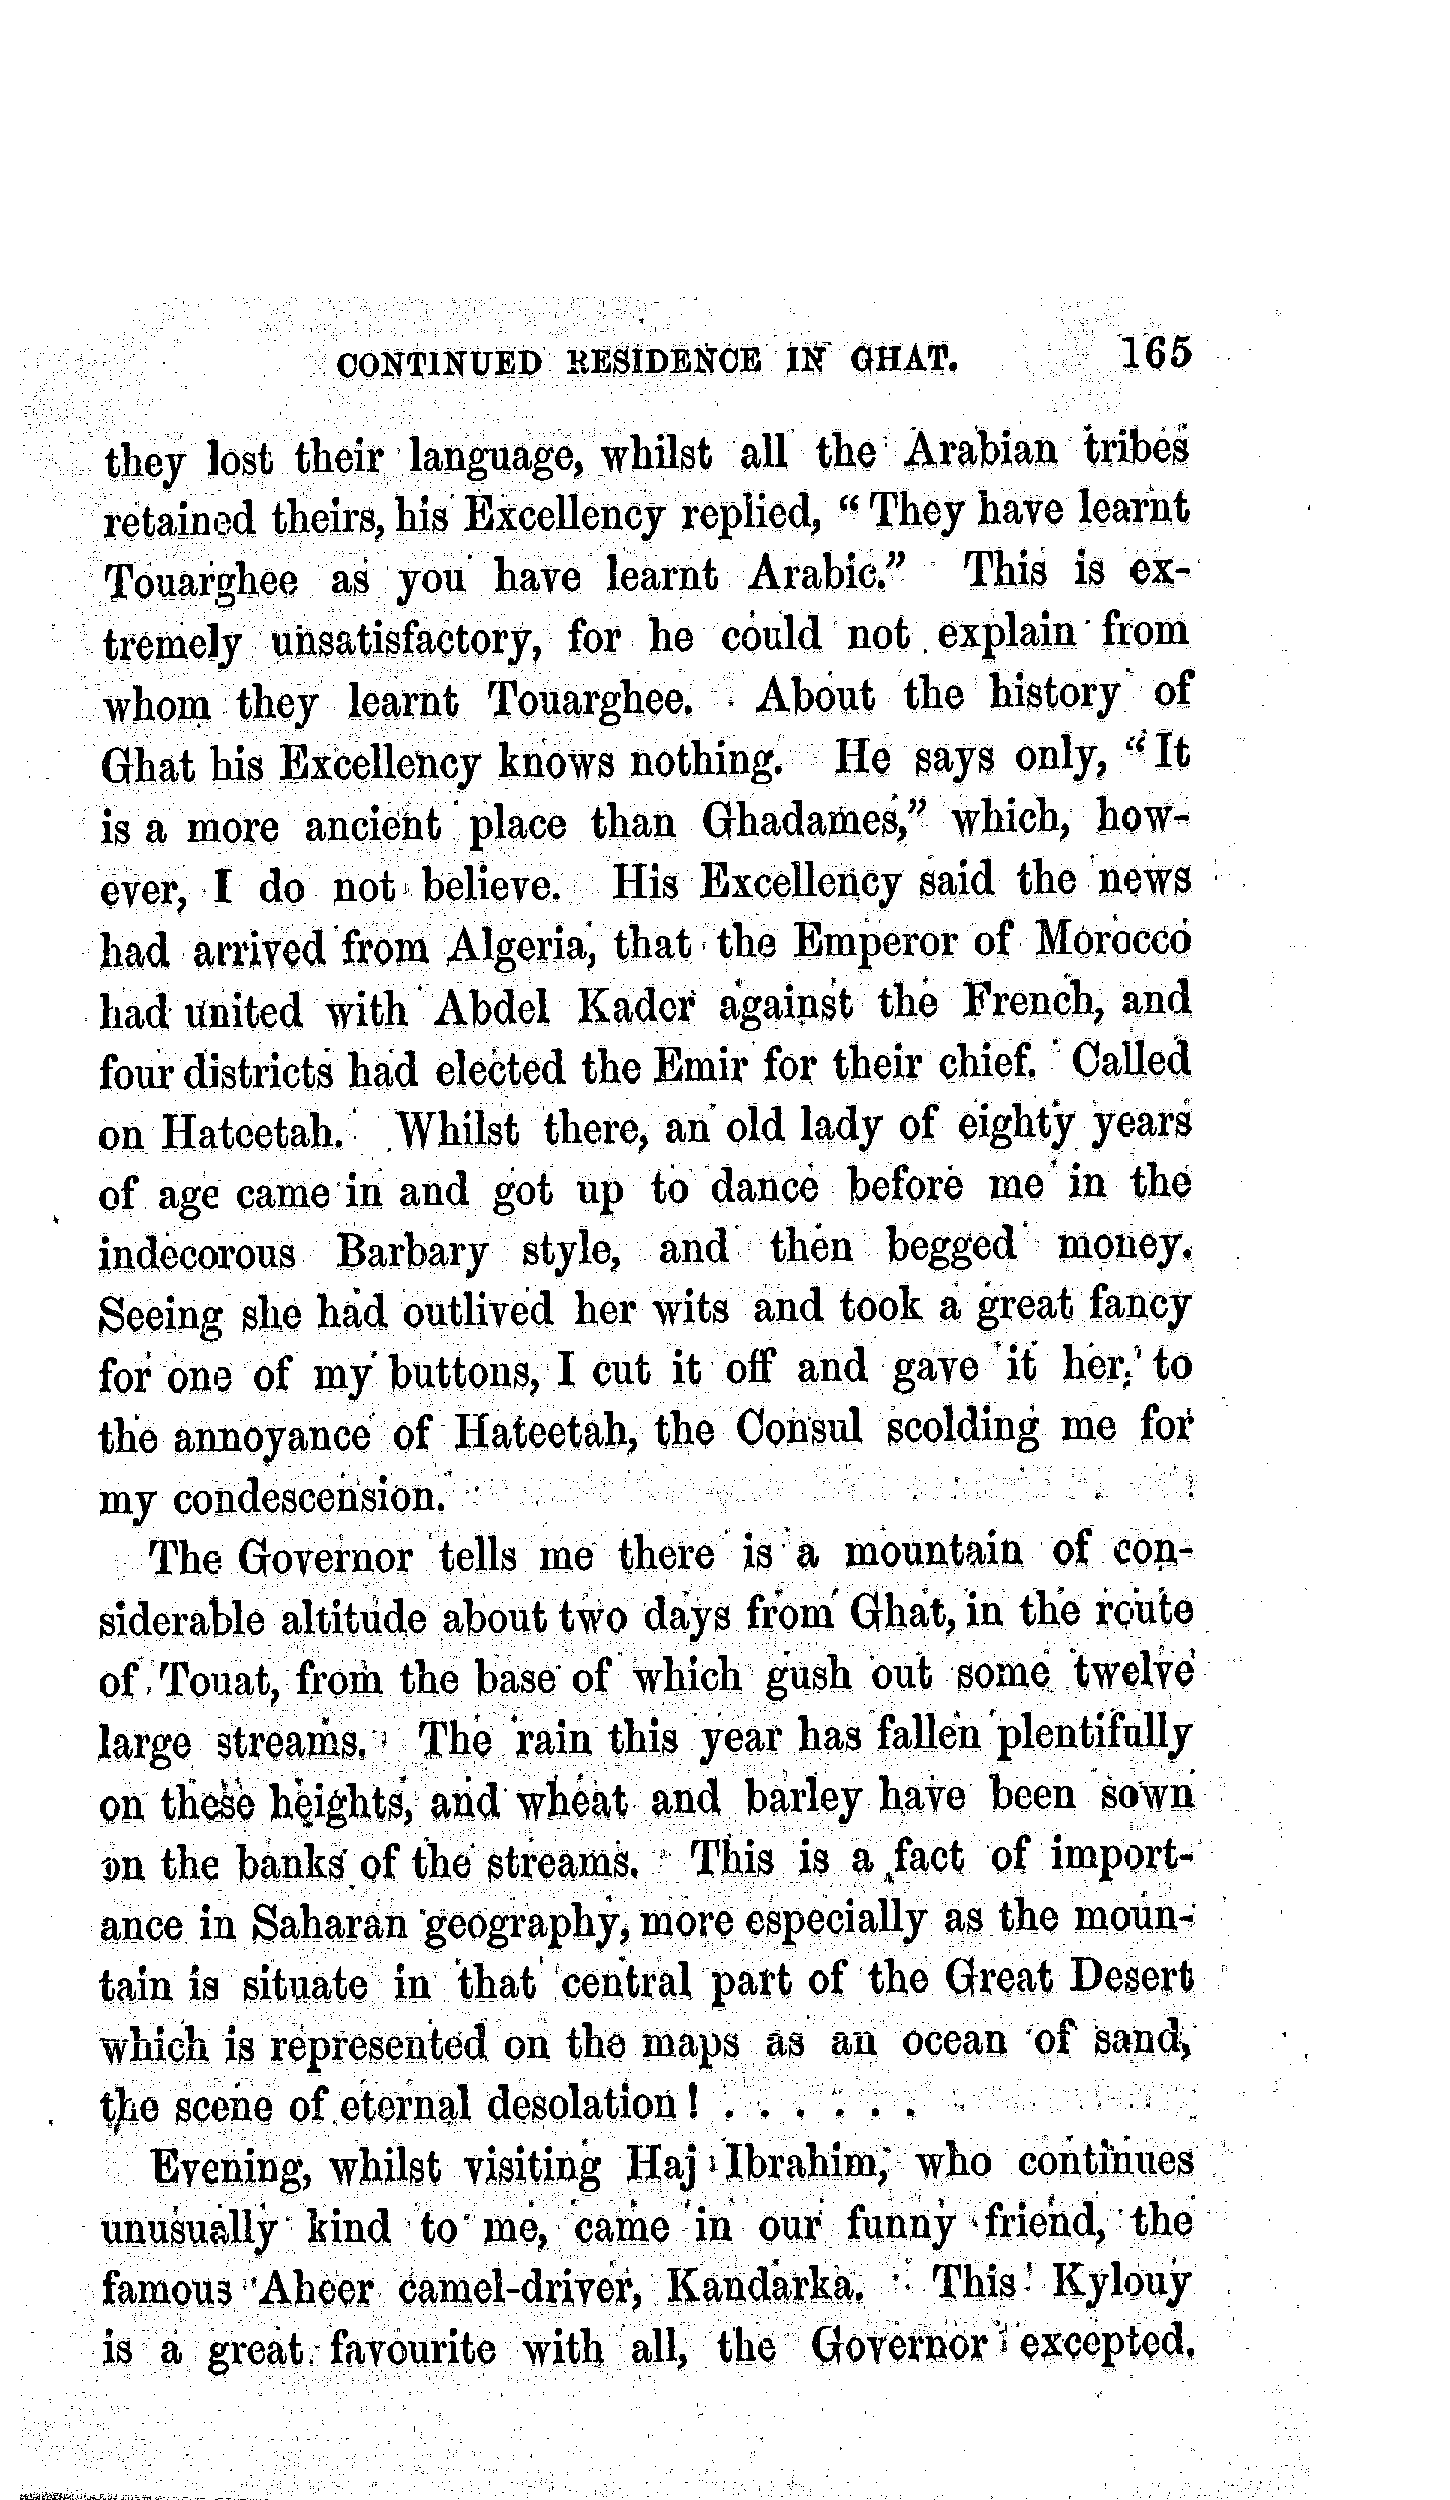 CONTINUED RESIDENCE IN GHAT. 165
they lost their language, whilst all the Arabian tribes
retained theirs, his Excellency replied, “They have learnt
Touarghee as you have learnt Arabic.” This is ex-
tremely unsatisfactory, for he could not explain from
whom they learnt Touarghee. About the history of
Ghat his Excellency knows nothing. He says only, “It
is a more ancient place than Ghadames,” which, how-
ever, I do not believe. His Excellency said the news
had arrived from Algeria, that the Emperor of Morocco
had united with Abdel Kader against the French, and
four districts had elected the Emir for their chief. Called
on Hateetah. Whilst there, an old lady of eighty years
of age came in and got up to dance before me in the
indecorous Barbary style, and then begged money.
Seeing she had outlived her wits and took a great fancy
for one of my buttons, I cut it off and gave it her, to
the annoyance of Hateetah, the Consul scolding me for
my condescension.
The Governor tells me there is a mountain of con-
siderable altitude about two days from Ghat, in the route
of Touat, from the base of which gush out some twelve
large streams. The rain this year has fallen plentifully
on these heights, and wheat and barley have been sown
on the banks of the streams. This is a fact of import-
ance in Saharan geography, more especially as the moun-
tain is situate in that central part of the Great Desert
which is represented on the maps as an ocean of sand,
the scene of eternal desolation! . . . . . .
Evening, whilst visiting Haj Ibrahim, who continues
unusually kind to me, came in our funny friend, the
famous Aheer camel-driver, Kandarka. This Kylouy
is a great favourite with all, the Governor excepted.